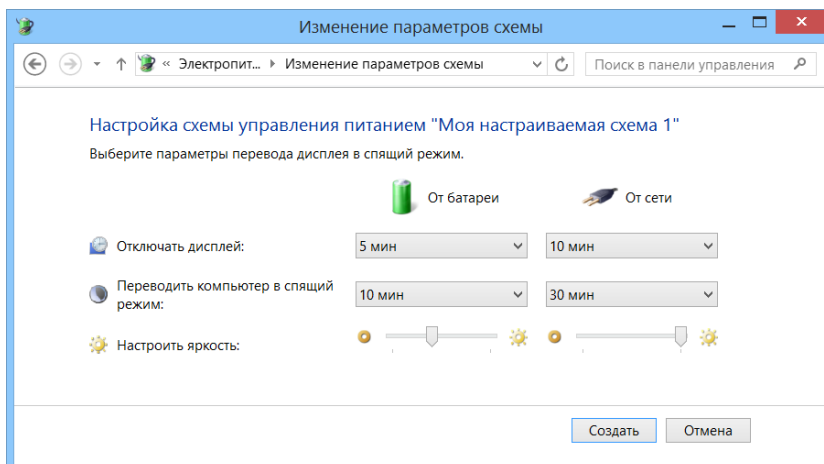 Изменение параметров схемы
« Электропит... Изменение параметров схемы Поиск в панели управления
Настройка схемы управления питанием "Моя настраиваемая схема 1"
Выберите параметры перевода дисплея в спящий режим.
От батареи От сети
Отключать дисплей: 5 мин 10 мин
Переводить компьютер в спящий
режим: 10 мин 30 мин
Настроить яркость:
Создать Отмена